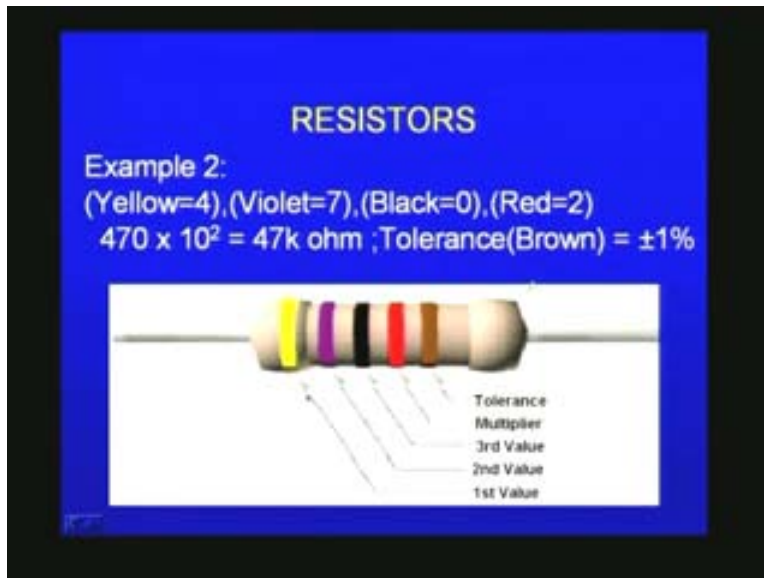 RESISTORS
Example 2:
(Yellow=4),(Violet=7),(Black=0),(Red=2)
470 x 10² = 47k ohm ;Tolerance(Brown) = ±1%
Tolerance
Multiplier
3rd Value
2nd Value
1st Value